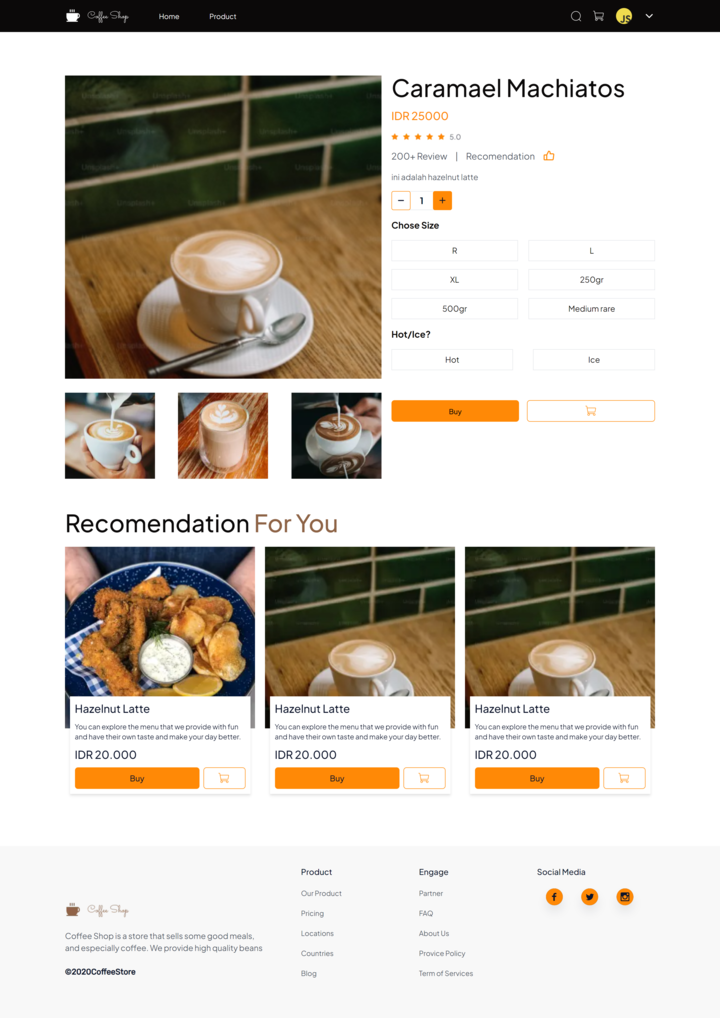 Coffee Shop
Home
Product
JS
Caramael Machiatos
IDR 25000
5.0
200+ Review | Recomendation
ini adalah hazelnut latte
− 1 +
Chose Size
R
L
XL
250gr
500gr
Medium rare
Hot/Ice?
Hot
Ice
Buy
Recomendation For You
Hazelnut Latte
You can explore the menu that we provide with fun
and have their own taste and make your day better.
IDR 20.000
Buy
Hazelnut Latte
You can explore the menu that we provide with fun
and have their own taste and make your day better.
IDR 20.000
Buy
Hazelnut Latte
You can explore the menu that we provide with fun
and have their own taste and make your day better.
IDR 20.000
Buy
Coffee Shop
Coffee Shop is a store that sells some good meals,
and especially coffee. We provide high quality beans
©2020CoffeeStore
Product
Our Product
Pricing
Locations
Countries
Blog
Engage
Partner
FAQ
About Us
Provice Policy
Term of Services
Social Media